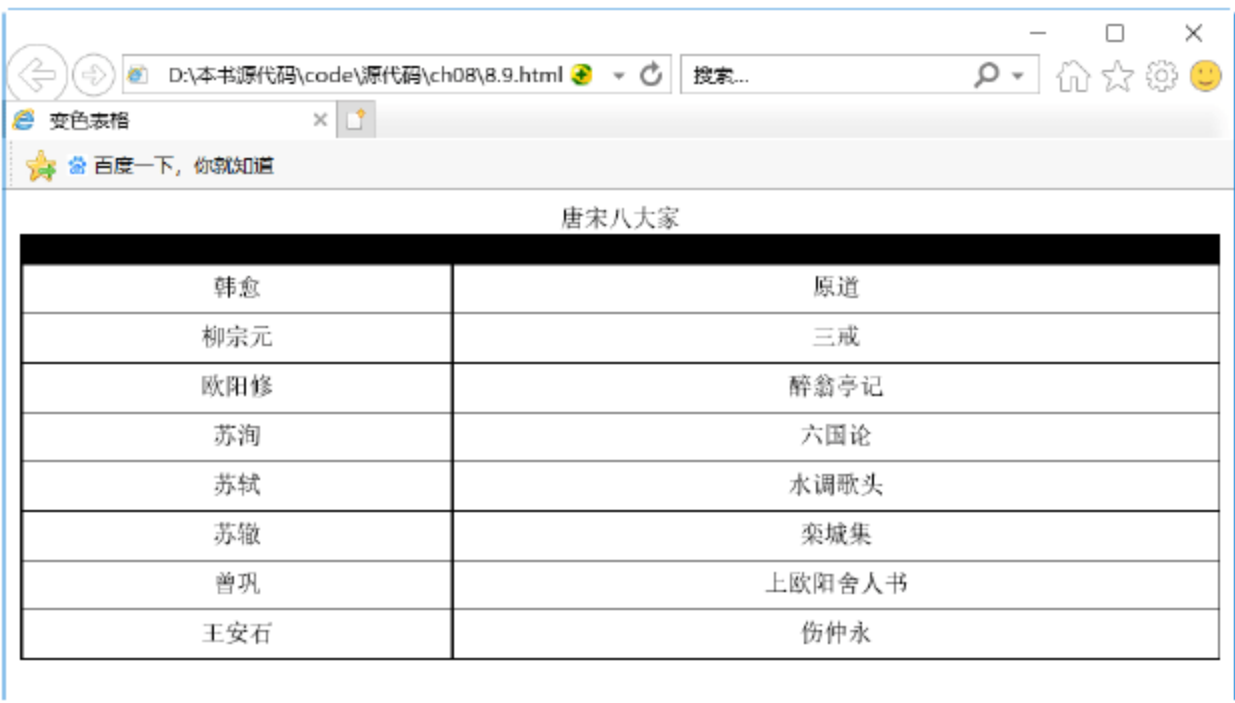 D:\本书源代码\code\源代码\ch08\8.9.html 搜索...
变色表格
百度一下，你就知道
唐宋八大家
韩愈 原道
柳宗元 三戒
欧阳修 醉翁亭记
苏洵 六国论
苏轼 水调歌头
苏辙 栾城集
曾巩 上欧阳舍人书
王安石 伤仲永